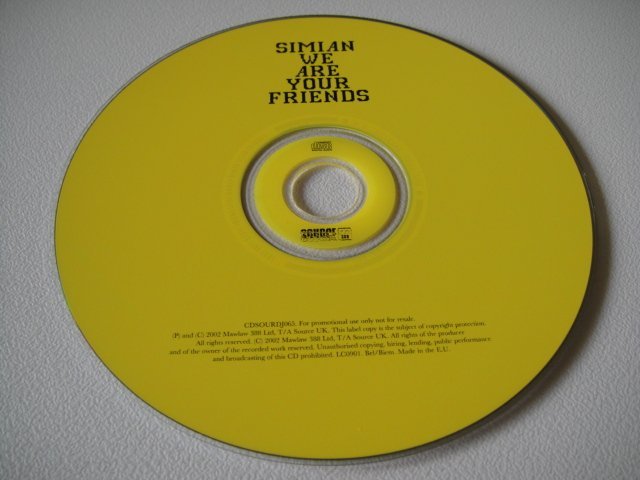 SIMIAN
WE
ARE
YOUR
FRIENDS
SOURCE
CDSOURDJ065. For promotional use only not for resale.
(P) and (C) 2002 Mawlaw 388 Ltd, T/A Source UK. This label copy is the subject of copyright protection.
All rights reserved. (C) 2002 Mawlaw 388 Ltd, T/A Source UK. All rights of the producer
and of the owner of the recorded work reserved. Unauthorised copying, hiring, lending, public performance
and broadcasting of this CD prohibited. LC0901. Bel/Biem. Made in the E.U.